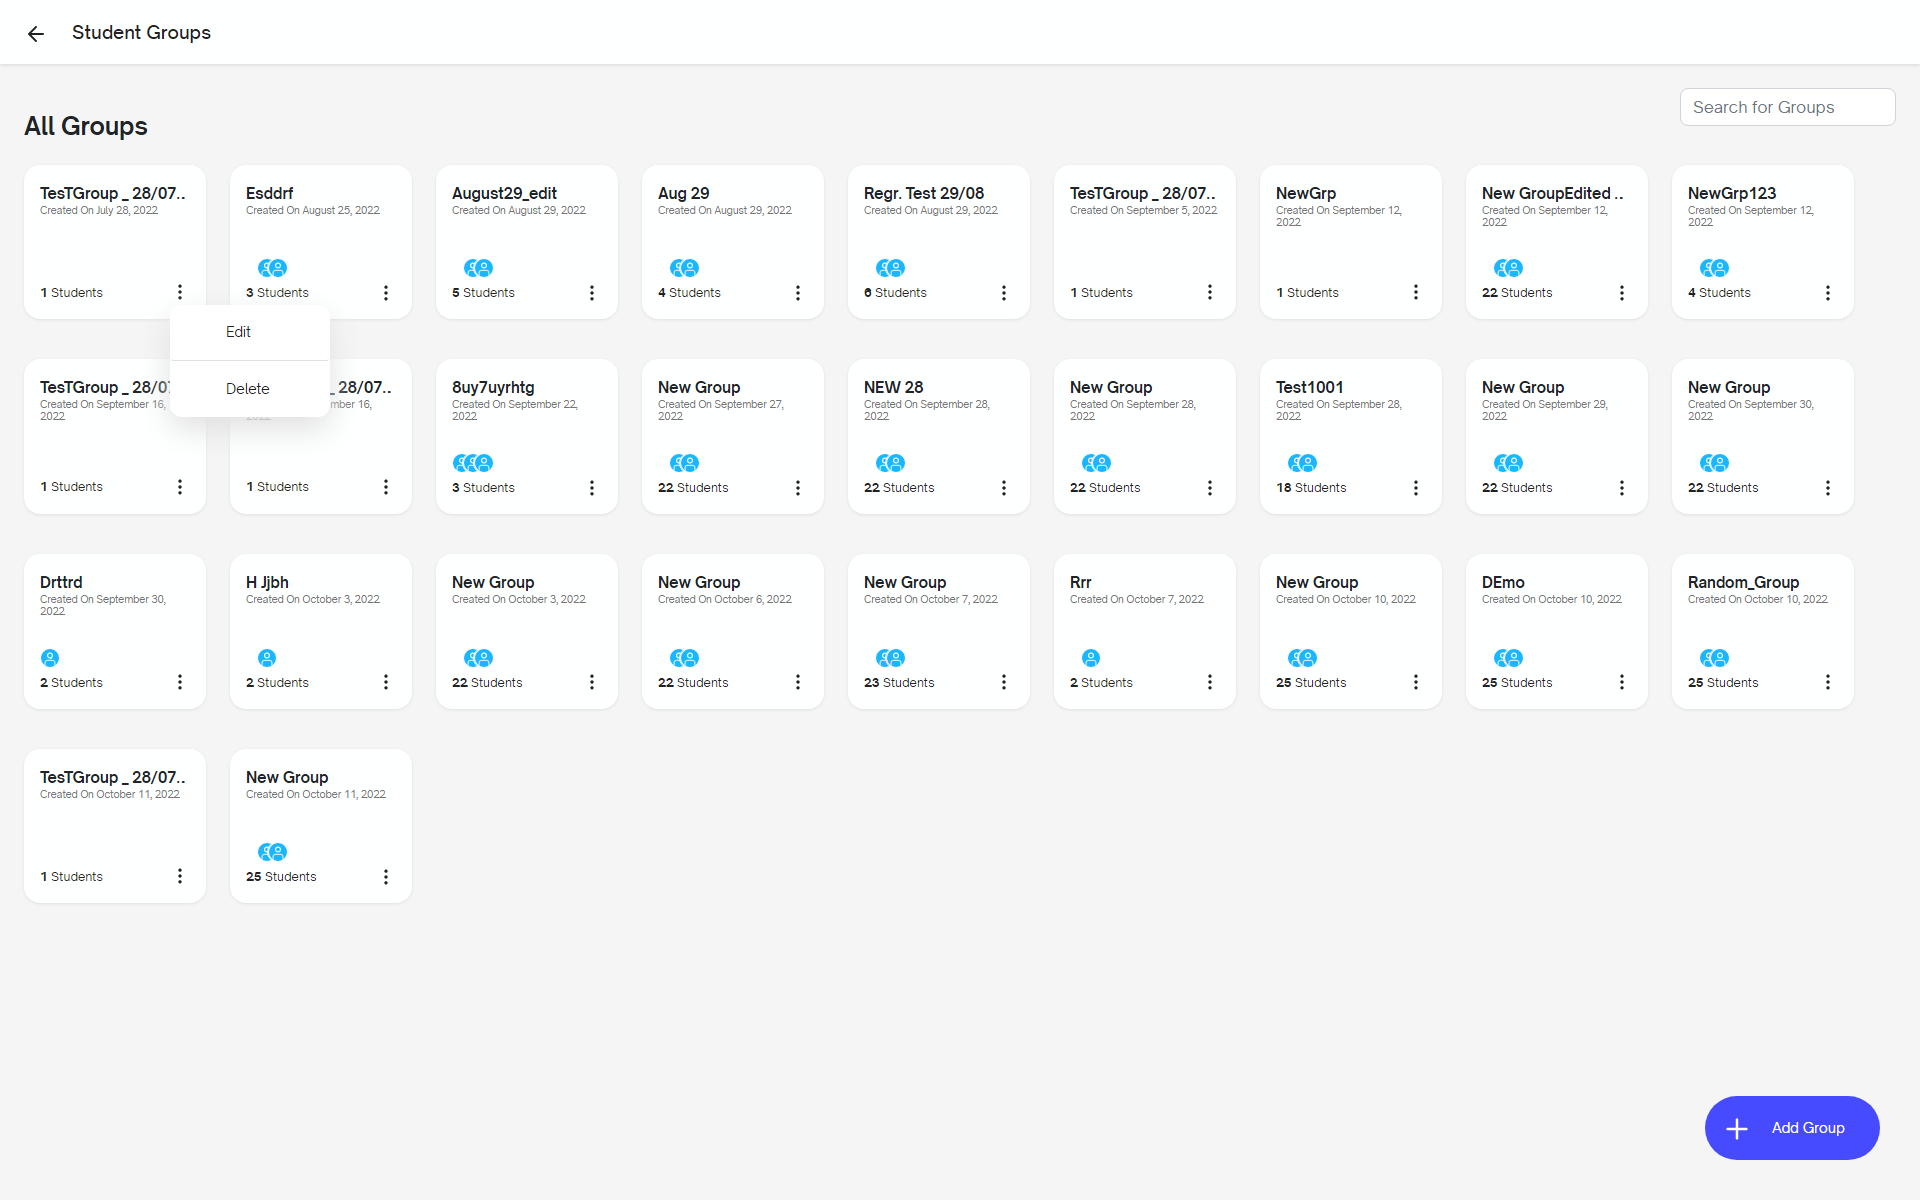 Student Groups
All Groups
Search for Groups
TesTGroup _ 28/07..
Created On July 28, 2022
1 Students
Esddrf
Created On August 25, 2022
3 Students
August29_edit
Created On August 29, 2022
5 Students
Aug 29
Created On August 29, 2022
4 Students
Regr. Test 29/08
Created On August 29, 2022
6 Students
TesTGroup _ 28/07..
Created On September 5, 2022
1 Students
NewGrp
Created On September 12,
2022
1 Students
New GroupEdited ..
Created On September 12,
2022
22 Students
NewGrp123
Created On September 12,
2022
4 Students
Edit
Delete
TesTGroup _ 28/07
Created On September 16,
2022
1 Students
_ 28/07..
mber 16,
2022
1 Students
8uy7uyrhtg
Created On September 22,
2022
3 Students
New Group
Created On September 27,
2022
22 Students
NEW 28
Created On September 28,
2022
22 Students
New Group
Created On September 28,
2022
22 Students
Test1001
Created On September 28,
2022
18 Students
New Group
Created On September 29,
2022
22 Students
New Group
Created On September 30,
2022
22 Students
Drttrd
Created On September 30,
2022
2 Students
H Jjbh
Created On October 3, 2022
2 Students
New Group
Created On October 3, 2022
22 Students
New Group
Created On October 6, 2022
22 Students
New Group
Created On October 7, 2022
23 Students
Rrr
Created On October 7, 2022
2 Students
New Group
Created On October 10, 2022
25 Students
DEmo
Created On October 10, 2022
25 Students
Random_Group
Created On October 10, 2022
25 Students
TesTGroup _ 28/07..
Created On October 11, 2022
1 Students
New Group
Created On October 11, 2022
25 Students
Add Group